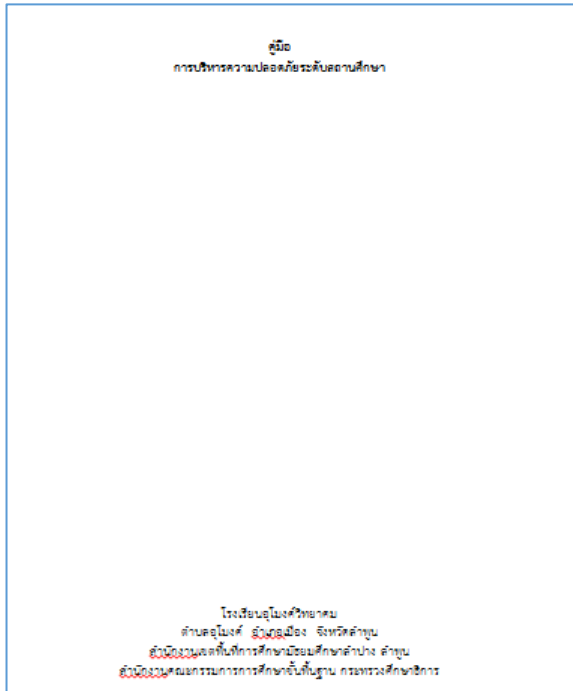 คู่มือ
การบริหารความปลอดภัยระดับสถานศึกษา
โรงเรียนอุโมงค์วิทยาคม
ตำบลอุโมงค์ อำเภอเมือง จังหวัดลำพูน
สำนักงานเขตพื้นที่การศึกษามัธยมศึกษาลำปาง ลำพูน
สำนักงานคณะกรรมการการศึกษาขั้นพื้นฐาน กระทรวงศึกษาธิการ